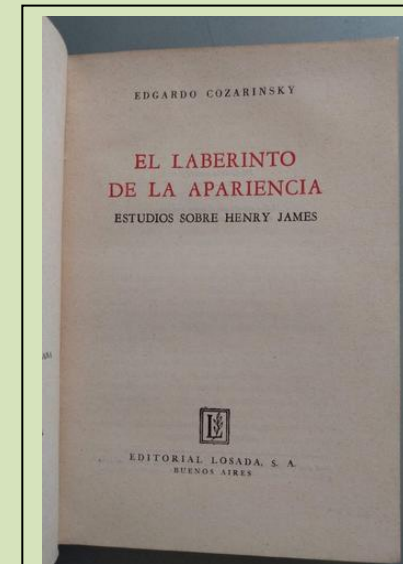 EDGARDO COZARINSKY
EL LABERINTO
DE LA APARIENCIA
ESTUDIOS SOBRE HENRY JAMES
EDITORIAL LOSADA, S. A.
BUENOS AIRES